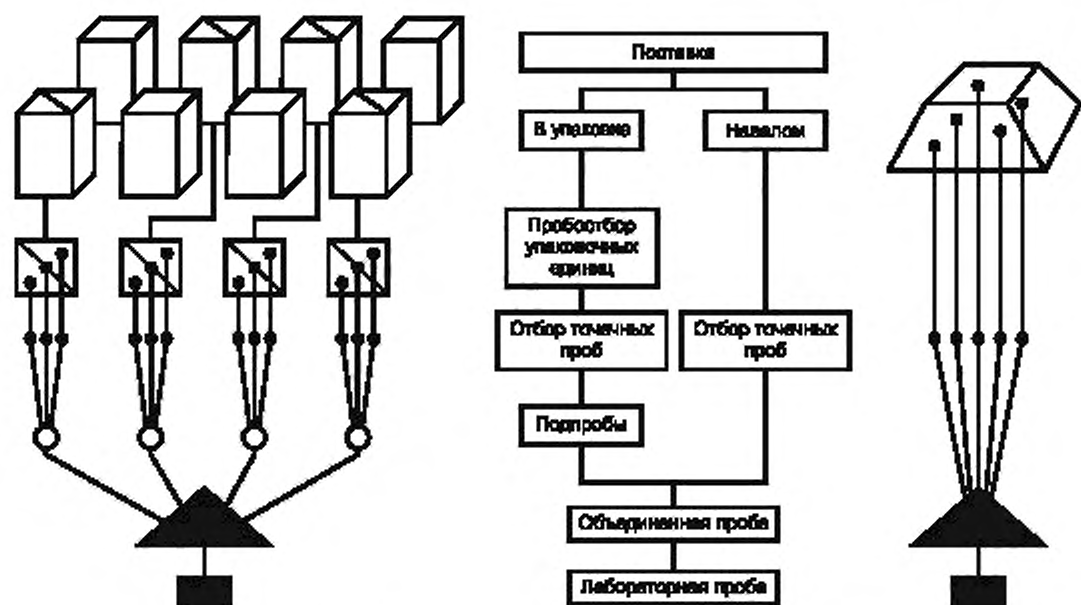 Поставка
В упаковке
Навалом
Пробоотбор
упаковочных
единиц
Отбор точечных
проб
Отбор точечных
проб
Подпробы
Объединенная проба
Лабораторная проба